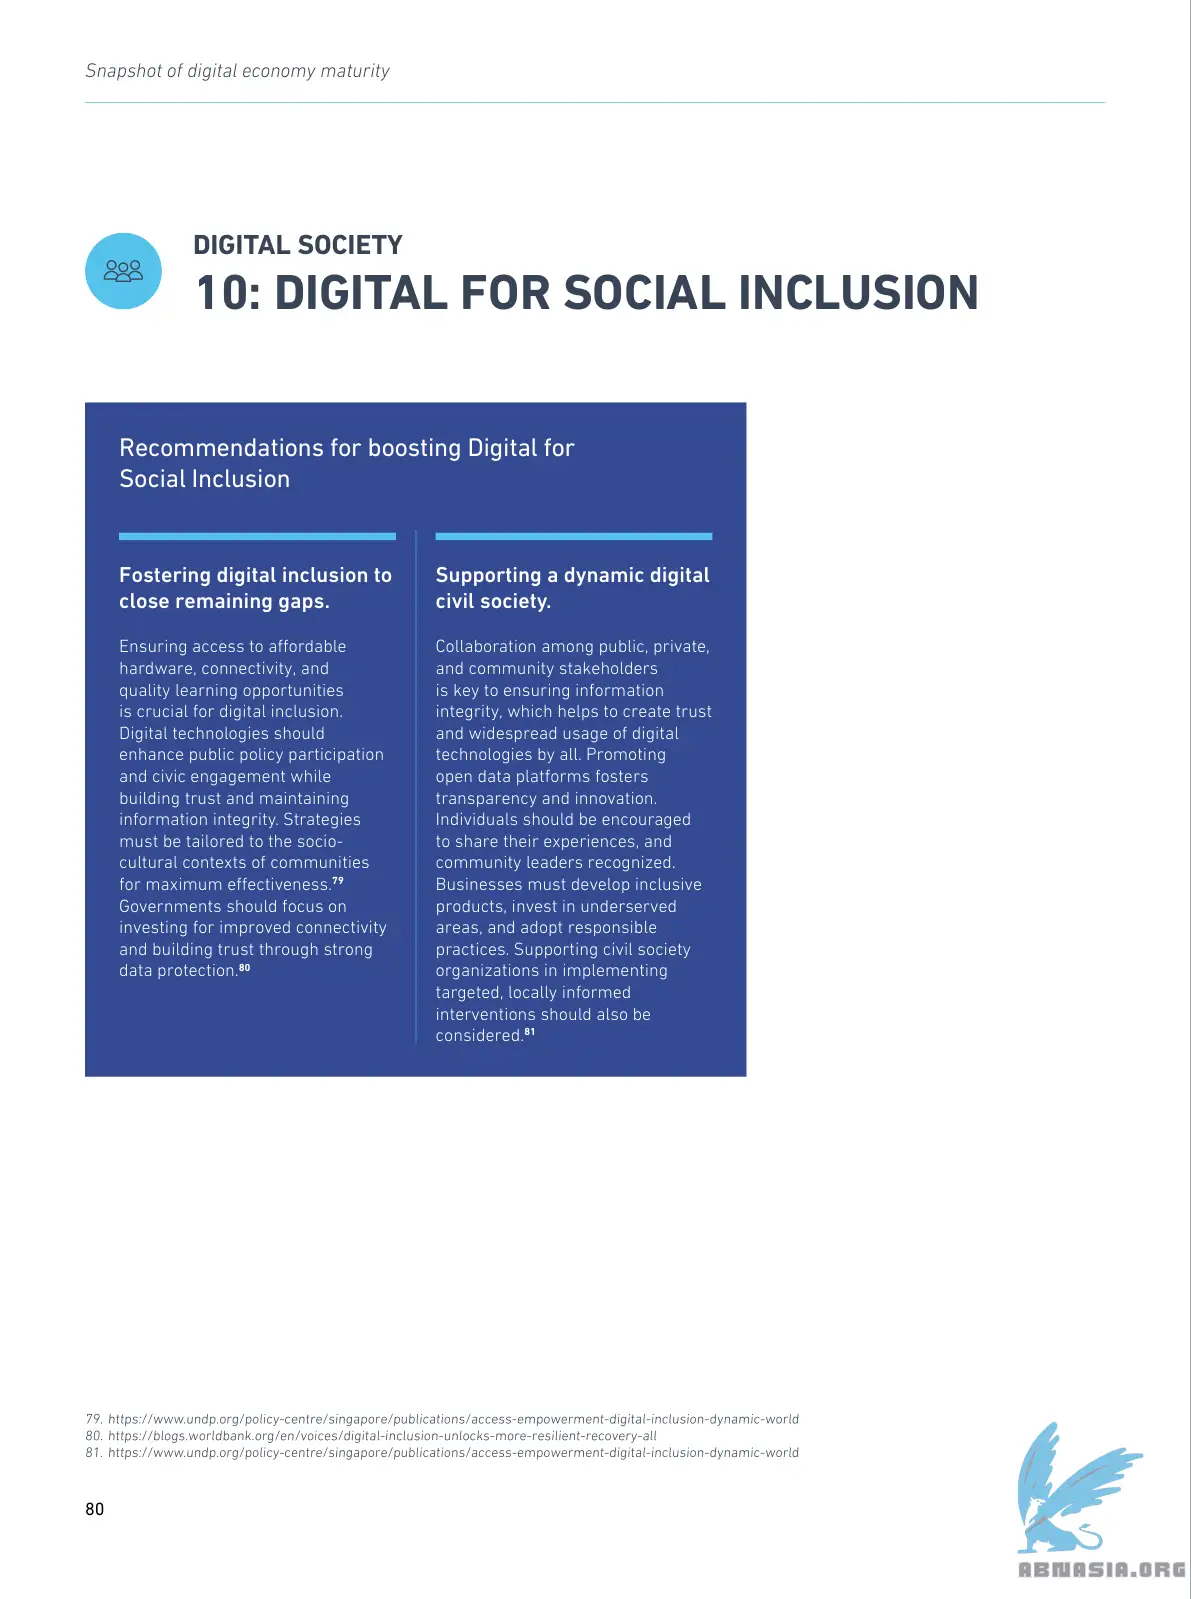 Snapshot of digital economy maturity
DIGITAL SOCIETY
10: DIGITAL FOR SOCIAL INCLUSION
Recommendations for boosting Digital for
Social Inclusion
Fostering digital inclusion to
close remaining gaps.
Ensuring access to affordable
hardware, connectivity, and
quality learning opportunities
is crucial for digital inclusion.
Digital technologies should
enhance public policy participation
and civic engagement while
building trust and maintaining
information integrity. Strategies
must be tailored to the socio-
cultural contexts of communities
for maximum effectiveness.79
Governments should focus on
investing for improved connectivity
and building trust through strong
data protection.80
Supporting a dynamic digital
civil society.
Collaboration among public, private,
and community stakeholders
is key to ensuring information
integrity, which helps to create trust
and widespread usage of digital
technologies by all. Promoting
open data platforms fosters
transparency and innovation.
Individuals should be encouraged
to share their experiences, and
community leaders recognized.
Businesses must develop inclusive
products, invest in underserved
areas, and adopt responsible
practices. Supporting civil society
organizations in implementing
targeted, locally informed
interventions should also be
considered.81
79. https://www.undp.org/policy-centre/singapore/publications/access-empowerment-digital-inclusion-dynamic-world
80. https://blogs.worldbank.org/en/voices/digital-inclusion-unlocks-more-resilient-recovery-all
81. https://www.undp.org/policy-centre/singapore/publications/access-empowerment-digital-inclusion-dynamic-world
80
ABNASIA.ORG